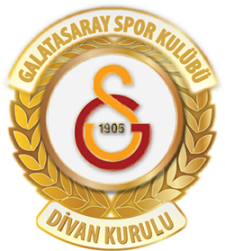 GALATASARAY SPOR KULÜBÜ
1905
DİVAN KURULU